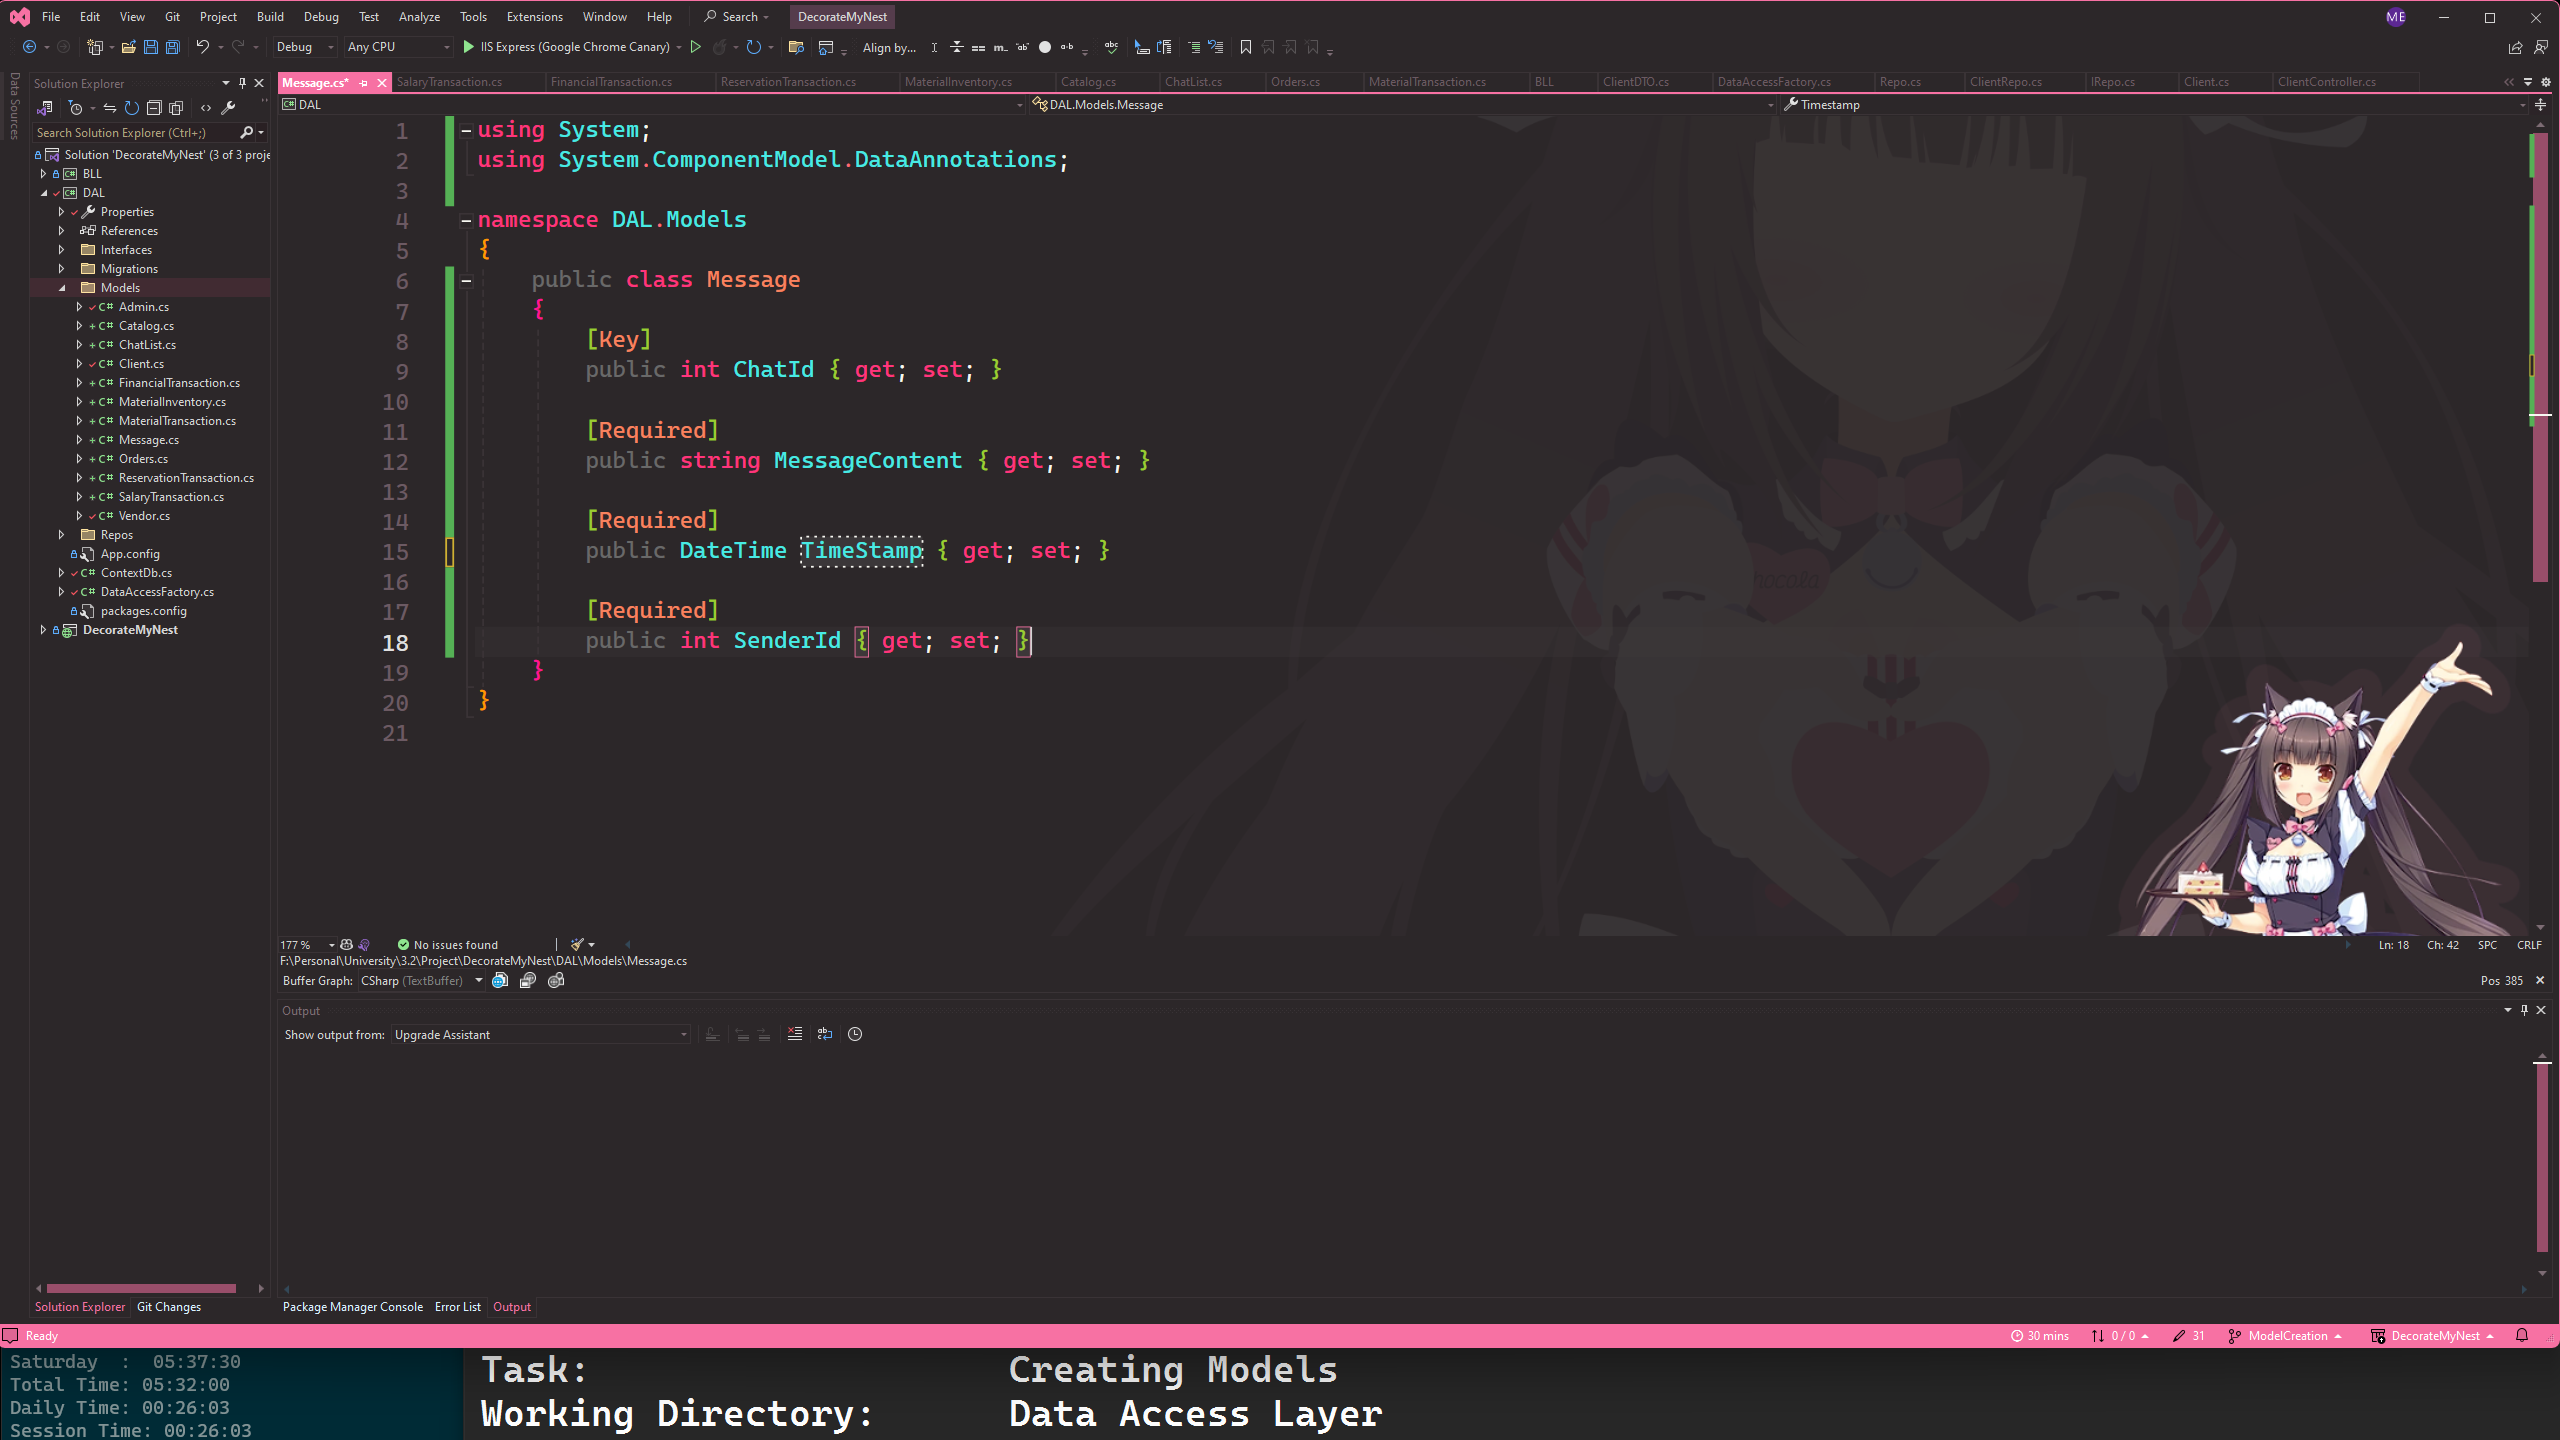 File Edit View Git Project Build Debug Test Analyze Tools Extensions Window Help Search DecorateMyNest ME
Debug Any CPU IIS Express (Google Chrome Canary) Align by...
Data Sources
Solution Explorer
Search Solution Explorer (Ctrl+;)
Solution 'DecorateMyNest' (3 of 3 proje
BLL
DAL
Properties
References
Interfaces
Migrations
Models
C# Admin.cs
C# Catalog.cs
C# ChatList.cs
C# Client.cs
C# FinancialTransaction.cs
C# MaterialInventory.cs
C# MaterialTransaction.cs
C# Message.cs
C# Orders.cs
C# ReservationTransaction.cs
C# SalaryTransaction.cs
C# Vendor.cs
Repos
App.config
C# ContextDb.cs
C# DataAccessFactory.cs
packages.config
DecorateMyNest
Solution Explorer Git Changes
Message.cs* SalaryTransaction.cs FinancialTransaction.cs ReservationTransaction.cs MaterialInventory.cs Catalog.cs ChatList.cs Orders.cs MaterialTransaction.cs BLL ClientDTO.cs DataAccessFactory.cs Repo.cs ClientRepo.cs IRepo.cs Client.cs ClientController.cs
DAL DAL.Models.Message Timestamp
1 using System;
2 using System.ComponentModel.DataAnnotations;
3
4 namespace DAL.Models
5 {
6 public class Message
7 {
8 [Key]
9 public int ChatId { get; set; }
10
11 [Required]
12 public string MessageContent { get; set; }
13
14 [Required]
15 public DateTime TimeStamp { get; set; }
16
17 [Required]
18 public int SenderId { get; set; }
19 }
20 }
21
177 % No issues found Ln: 18 Ch: 42 SPC CRLF
F:\Personal\University\3.2\Project\DecorateMyNest\DAL\Models\Message.cs
Buffer Graph: CSharp (TextBuffer) Pos 385
Output
Show output from: Upgrade Assistant
Package Manager Console Error List Output
Ready 30 mins 0 / 0 31 ModelCreation DecorateMyNest
Saturday : 05:37:30
Total Time: 05:32:00
Daily Time: 00:26:03
Session Time: 00:26:03
Task: Creating Models
Working Directory: Data Access Layer